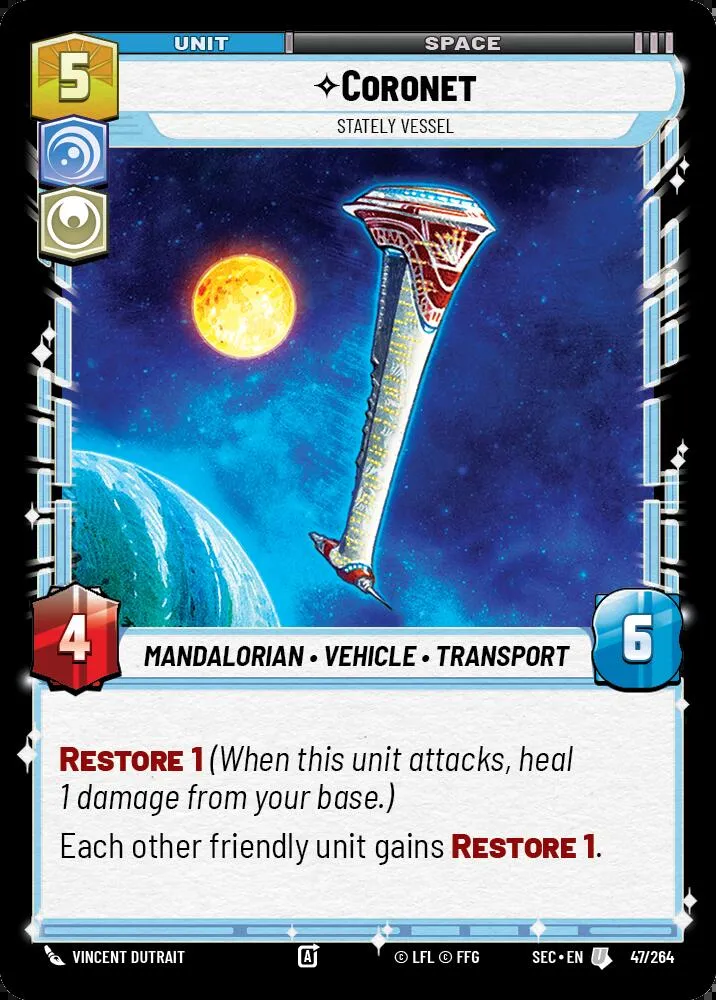 UNIT
SPACE
5
CORONET
STATELY VESSEL
4
MANDALORIAN • VEHICLE • TRANSPORT
6
RESTORE 1 (When this unit attacks, heal
1 damage from your base.)
Each other friendly unit gains RESTORE 1.
VINCENT DUTRAIT
A
© LFL © FFG
SEC • EN
U
47/264